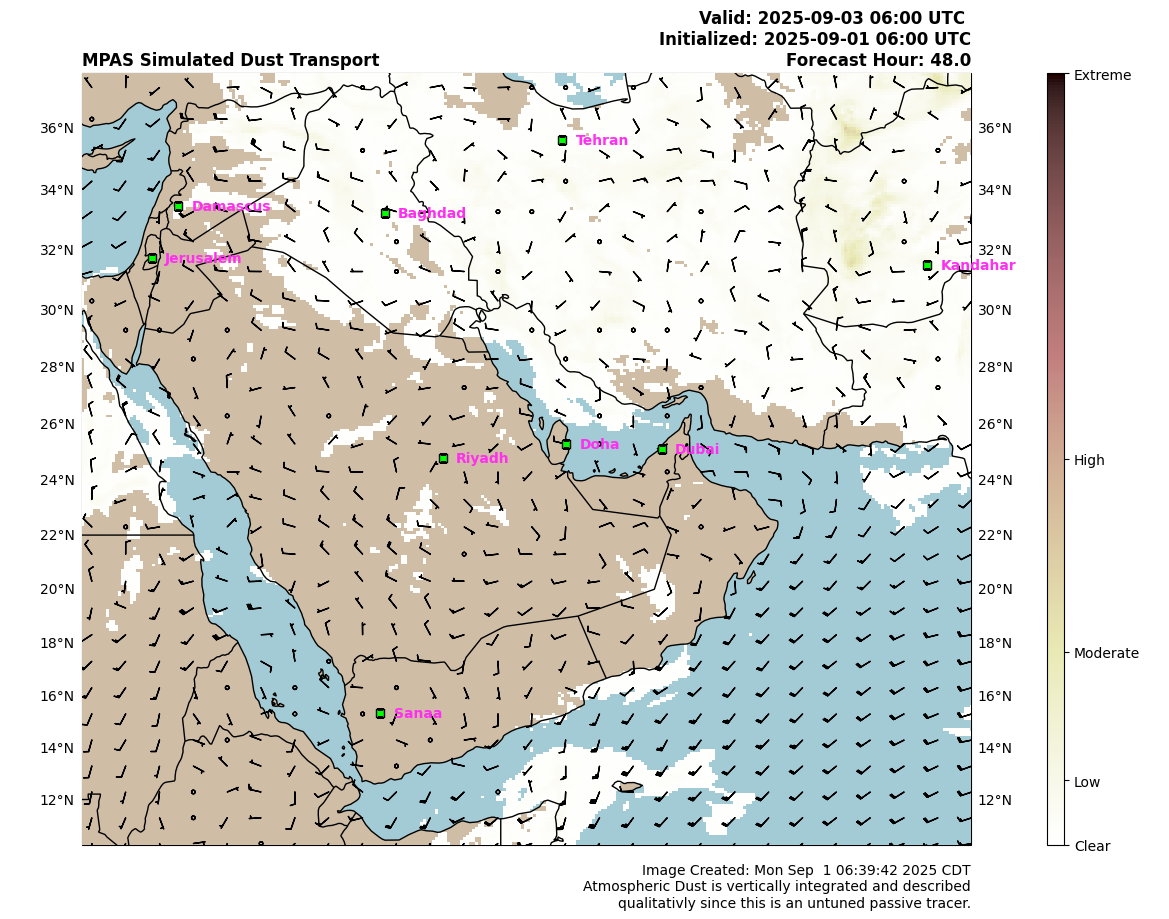 Valid: 2025-09-03 06:00 UTC
Initialized: 2025-09-01 06:00 UTC
MPAS Simulated Dust Transport
Forecast Hour: 48.0
Extreme
36°N
36°N
Tehran
34°N
34°N
Damascus
Baghdad
32°N
32°N
Jerusalem
Kandahar
30°N
30°N
28°N
28°N
26°N
26°N
Doha
Dubai
Riyadh
High
24°N
24°N
22°N
22°N
20°N
20°N
18°N
18°N
Moderate
16°N
16°N
Sanaa
14°N
14°N
Low
12°N
12°N
Clear
Image Created: Mon Sep  1 06:39:42 2025 CDT
Atmospheric Dust is vertically integrated and described
qualitativly since this is an untuned passive tracer.